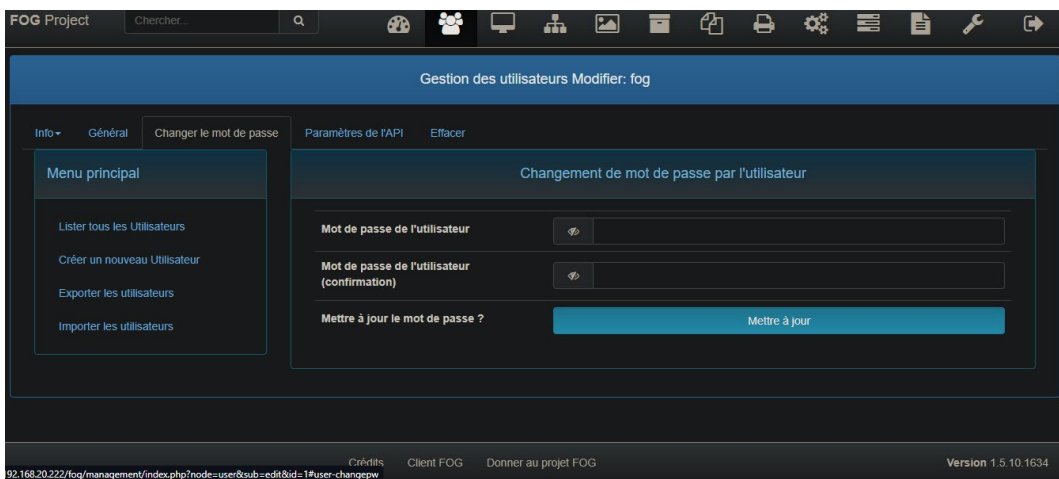 FOG Project Chercher...
Gestion des utilisateurs Modifier: fog
Info Général Changer le mot de passe Paramètres de l'API Effacer
Menu principal
Lister tous les Utilisateurs
Créer un nouveau Utilisateur
Exporter les utilisateurs
Importer les utilisateurs
Changement de mot de passe par l'utilisateur
Mot de passe de l'utilisateur
Mot de passe de l'utilisateur
(confirmation)
Mettre à jour le mot de passe ? Mettre à jour
Crédits Client FOG Donner au projet FOG Version 1.5.10.1634
92.168.20.222/fog/management/index.php?node=user&sub=edit&id=1#user-changepw